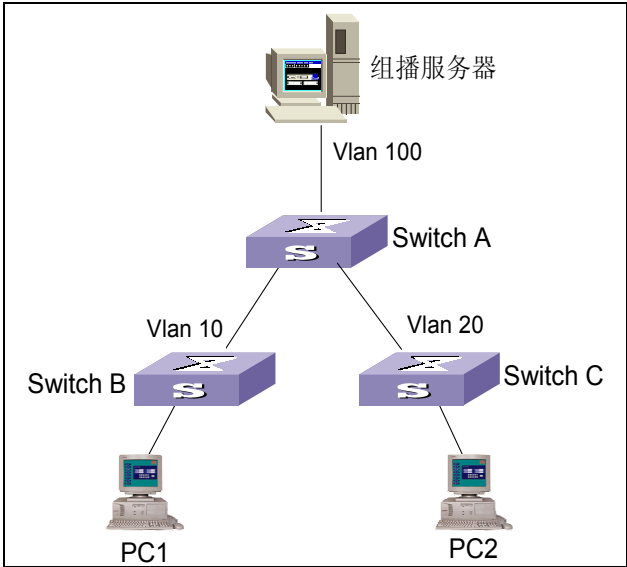 组播服务器
Vlan 100
Switch A
S
Vlan 10
Vlan 20
Switch B
S
Switch C
S
PC1
PC2